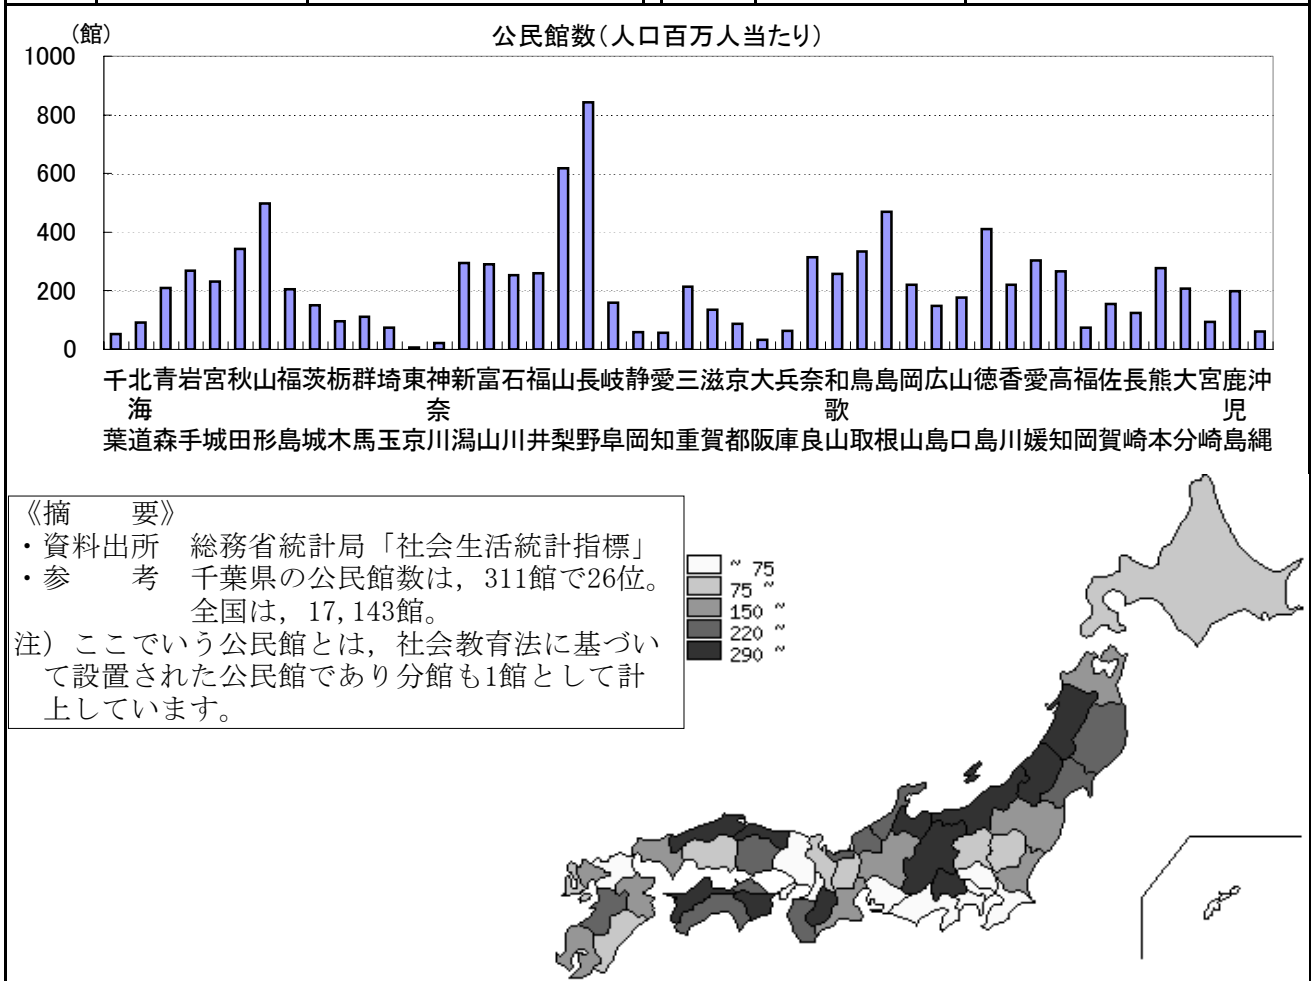 (館)
公民館数(人口百万人当たり)
1000
800
600
400
200
0
千葉 北海道 青森 岩手 宮城 秋田 山形 福島 茨城 栃木 群馬 埼玉 東京 神奈川 新潟 富山 石川 福井 山梨 長野 岐阜 静岡 愛知 三重 滋賀 京都 大阪 兵庫 奈良 和歌山 鳥取 島根 岡山 広島 山口 徳島 香川 愛媛 高知 福岡 佐賀 長崎 熊本 大分 宮崎 鹿児島 沖縄
《摘　　要》
・資料出所　総務省統計局「社会生活統計指標」
・参　　考　千葉県の公民館数は，311館で26位。
全国は，17,143館。
注）ここでいう公民館とは，社会教育法に基づい
て設置された公民館であり分館も1館として計
上しています。
~ 75
75 ~
150 ~
220 ~
290 ~